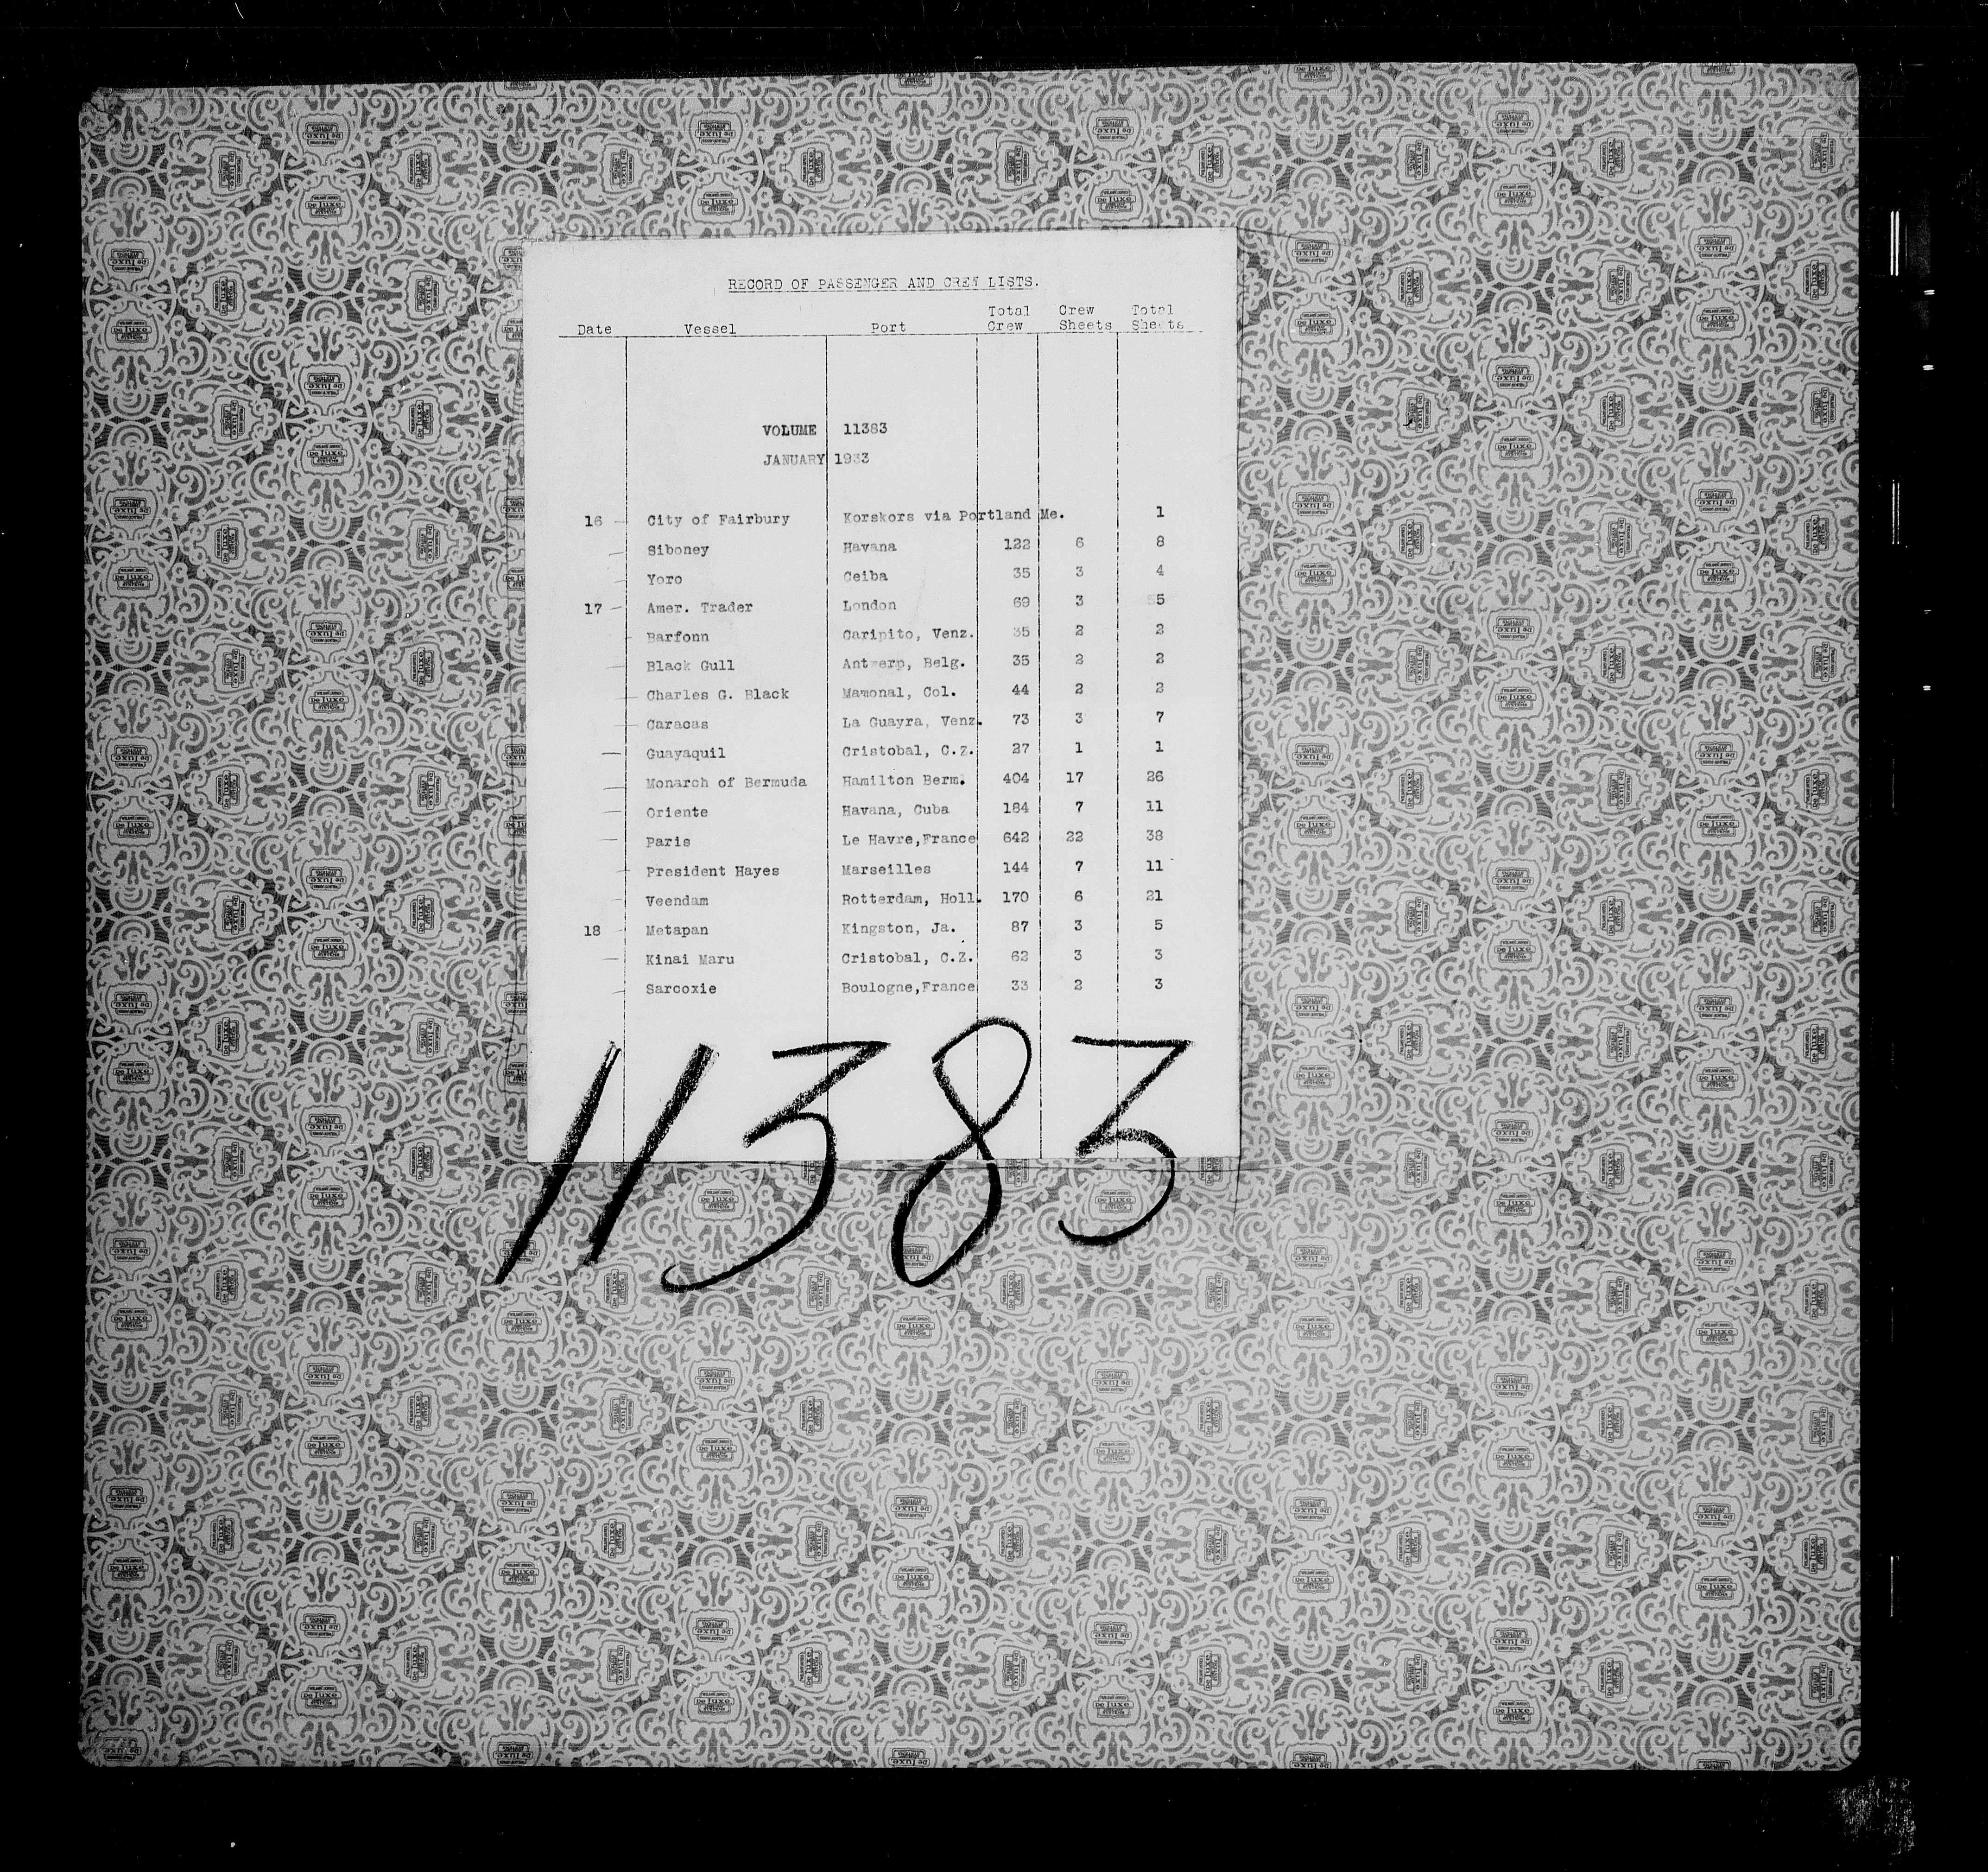 RECORD OF PASSENGER AND CREW LISTS.
Date Vessel Port Total Crew Crew Sheets Total Sheets
VOLUME 11383
JANUARY 1933
16 - City of Fairbury Korskors via Portland Me. 1
- Siboney Havana 122 6 8
- Yoro Ceiba 35 3 4
17 - Amer. Trader London 69 3 55
- Barfonn Caripito, Venz. 35 2 2
- Black Gull Antwerp, Belg. 35 2 2
- Charles G. Black Mamonal, Col. 44 2 2
- Caracas La Guayra, Venz. 73 3 7
- Guayaquil Cristobal, C.Z. 27 1 1
- Monarch of Bermuda Hamilton Berm. 404 17 26
- Oriente Havana, Cuba 184 7 11
- Paris Le Havre,France 642 22 38
- President Hayes Marseilles 144 7 11
- Veendam Rotterdam, Holl. 170 6 21
18 - Metapan Kingston, Ja. 87 3 5
- Kinai Maru Cristobal, C.Z. 62 3 3
- Sarcoxie Boulogne,France 33 2 3
11383
De luxe